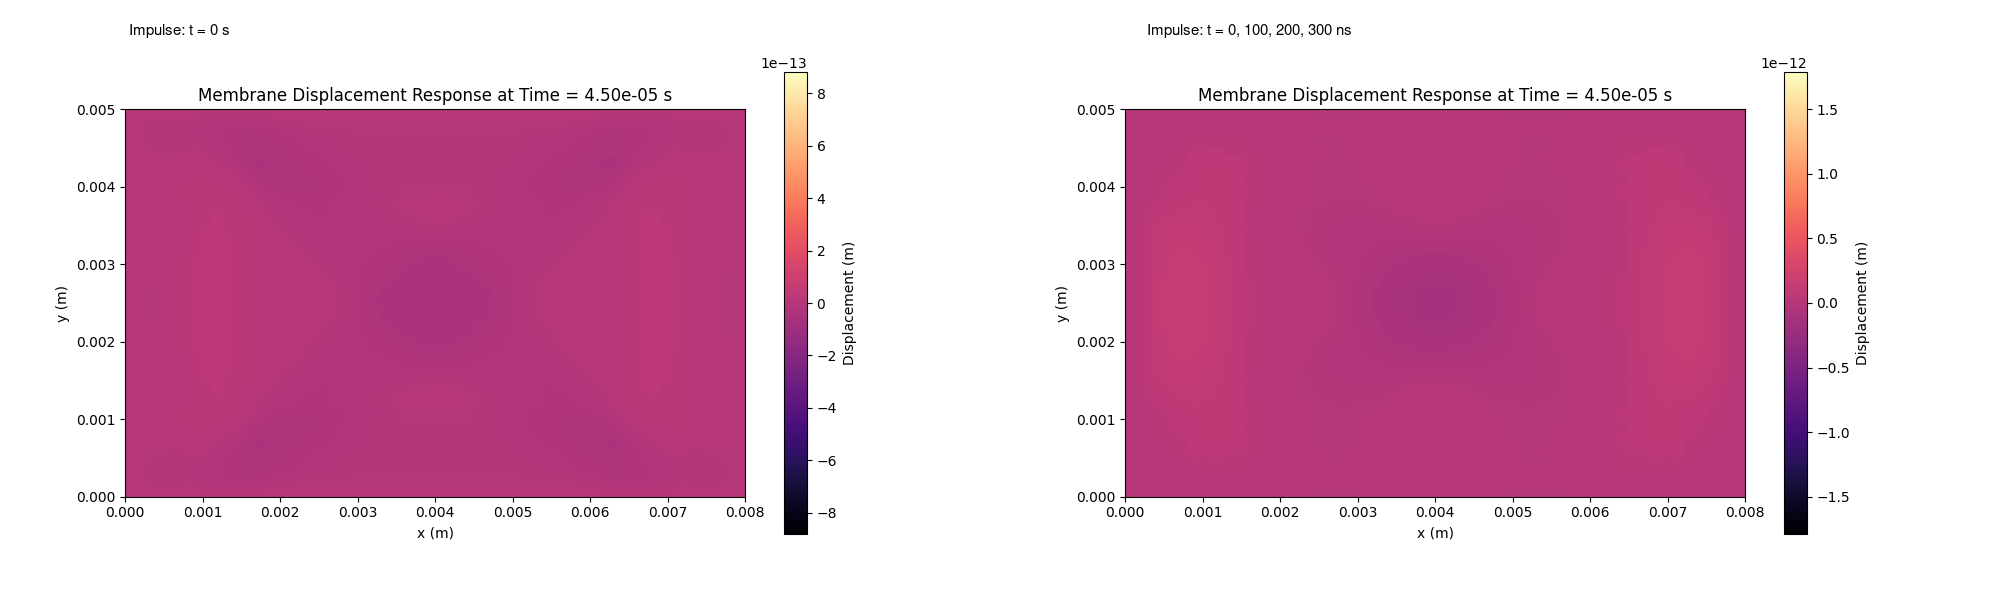 Impulse: t = 0 s
1e−13
Membrane Displacement Response at Time = 4.50e-05 s
0.005
0.004
0.003
0.002
0.001
0.000
y (m)
0.000 0.001 0.002 0.003 0.004 0.005 0.006 0.007 0.008
x (m)
8
6
4
2
0
−2
−4
−6
−8
Displacement (m)
Impulse: t = 0, 100, 200, 300 ns
1e−12
Membrane Displacement Response at Time = 4.50e-05 s
0.005
0.004
0.003
0.002
0.001
0.000
y (m)
0.000 0.001 0.002 0.003 0.004 0.005 0.006 0.007 0.008
x (m)
1.5
1.0
0.5
0.0
−0.5
−1.0
−1.5
Displacement (m)